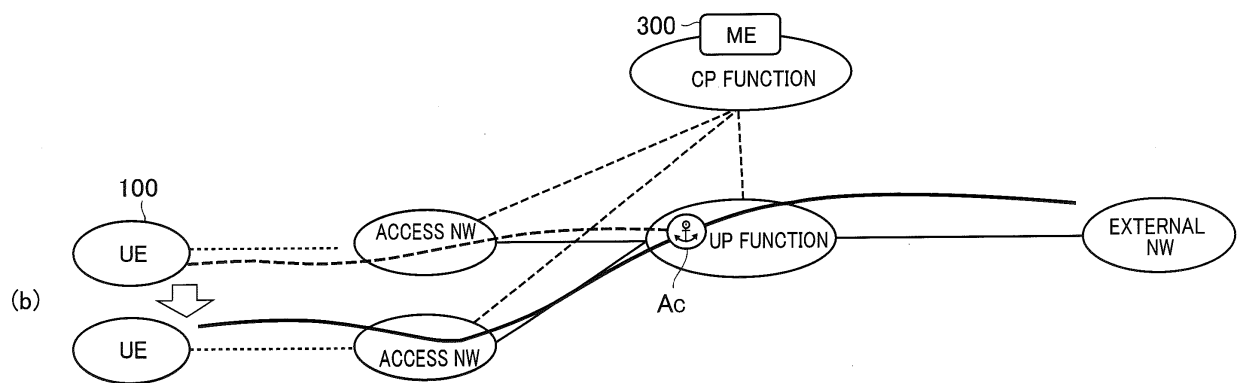 300
ME
CP FUNCTION
100
UE
ACCESS NW
UP FUNCTION
EXTERNAL
NW
Ac
(b)
UE
ACCESS NW